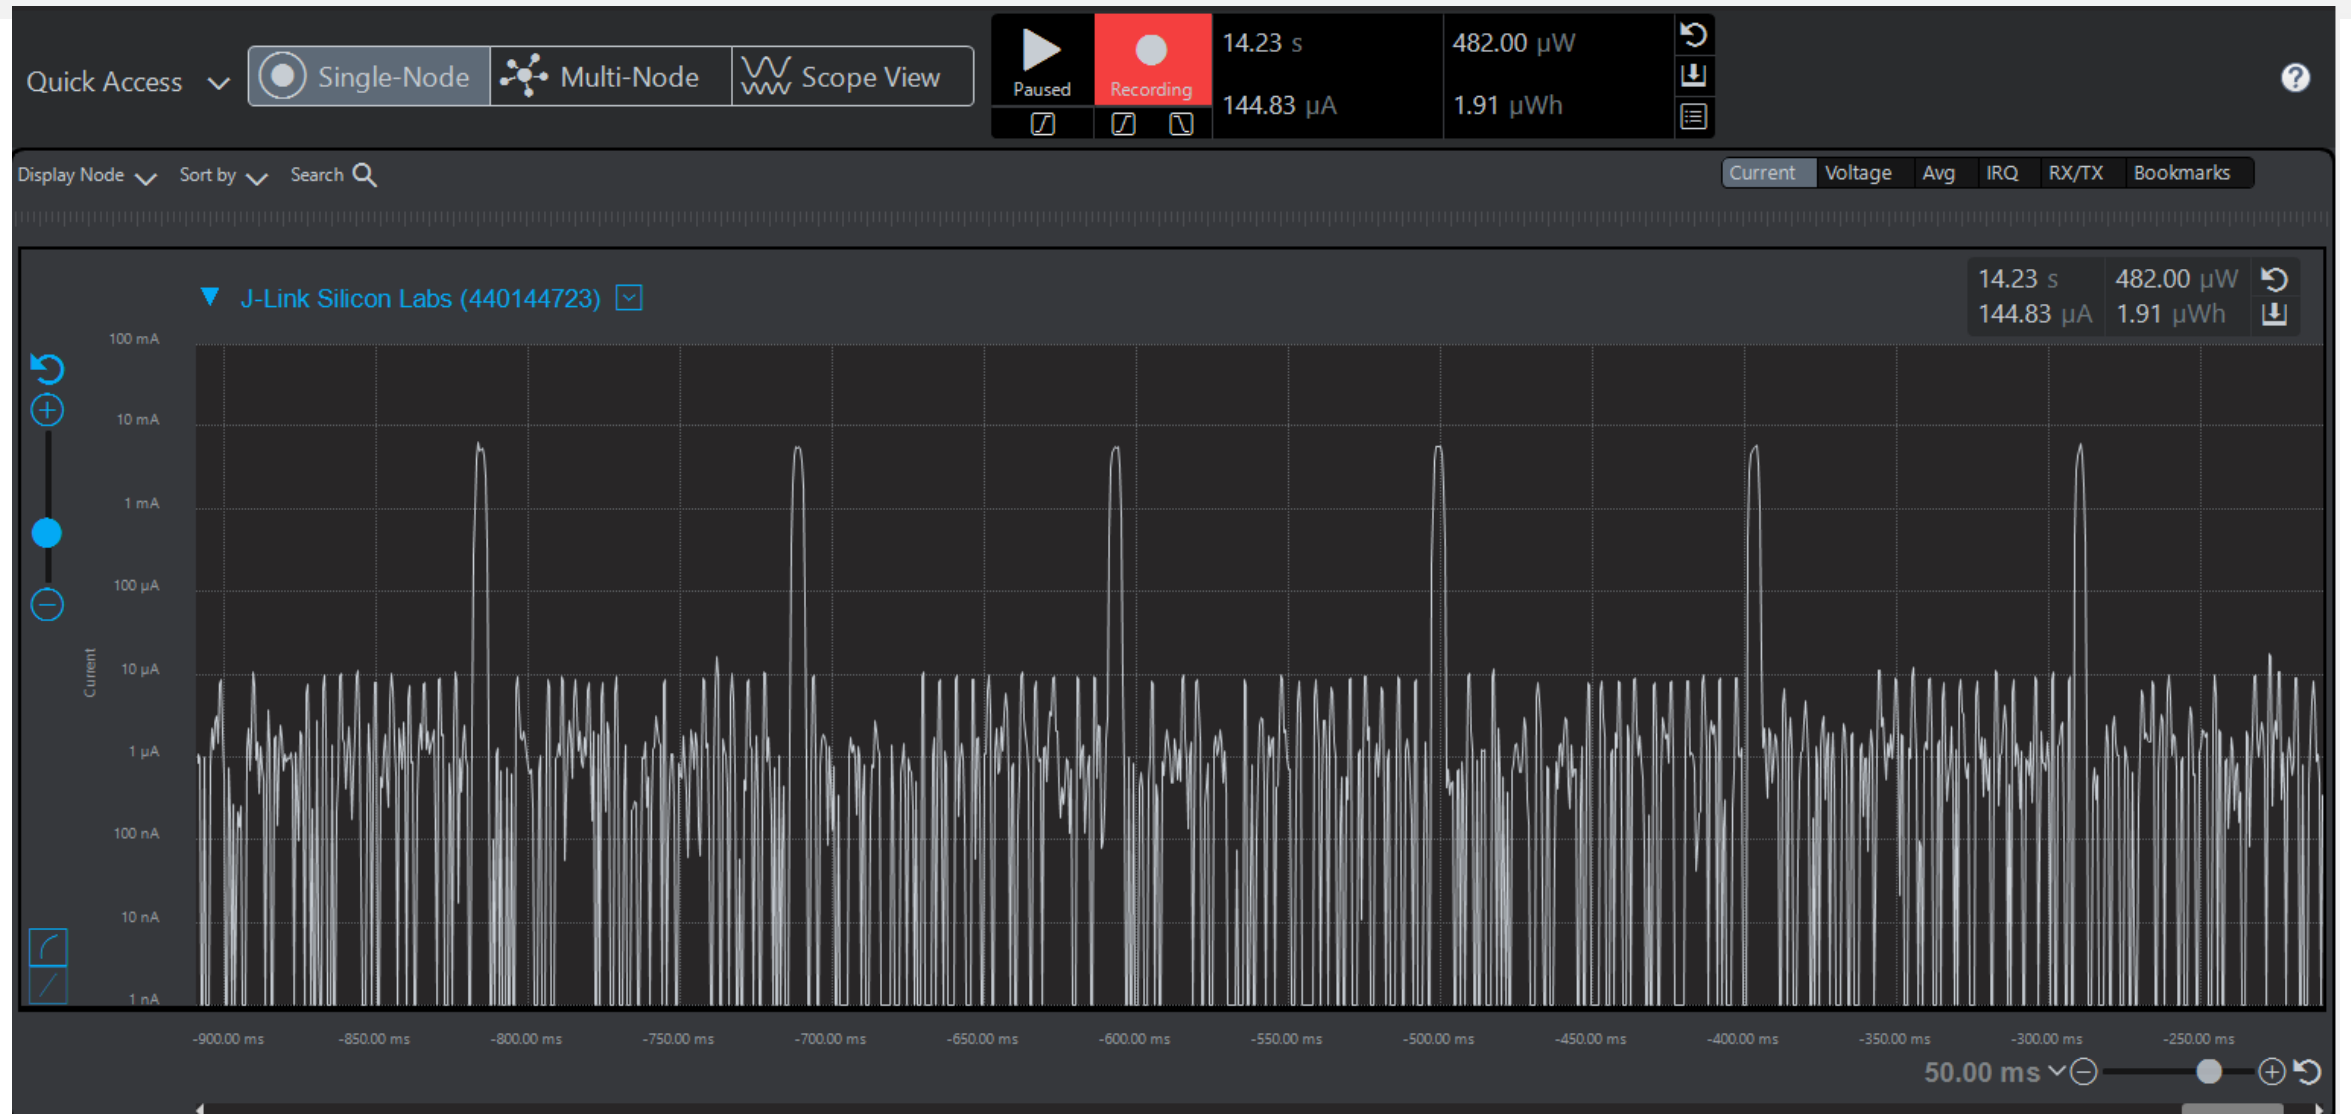 Quick Access
Single-Node
Multi-Node
Scope View
Paused
Recording
14.23 s
482.00 µW
144.83 µA
1.91 µWh
Display Node
Sort by
Search
Current
Voltage
Avg
IRQ
RX/TX
Bookmarks
J-Link Silicon Labs (440144723)
14.23 s
482.00 µW
144.83 µA
1.91 µWh
100 mA
10 mA
1 mA
100 µA
10 µA
1 µA
100 nA
10 nA
1 nA
Current
-900.00 ms
-850.00 ms
-800.00 ms
-750.00 ms
-700.00 ms
-650.00 ms
-600.00 ms
-550.00 ms
-500.00 ms
-450.00 ms
-400.00 ms
-350.00 ms
-300.00 ms
-250.00 ms
50.00 ms